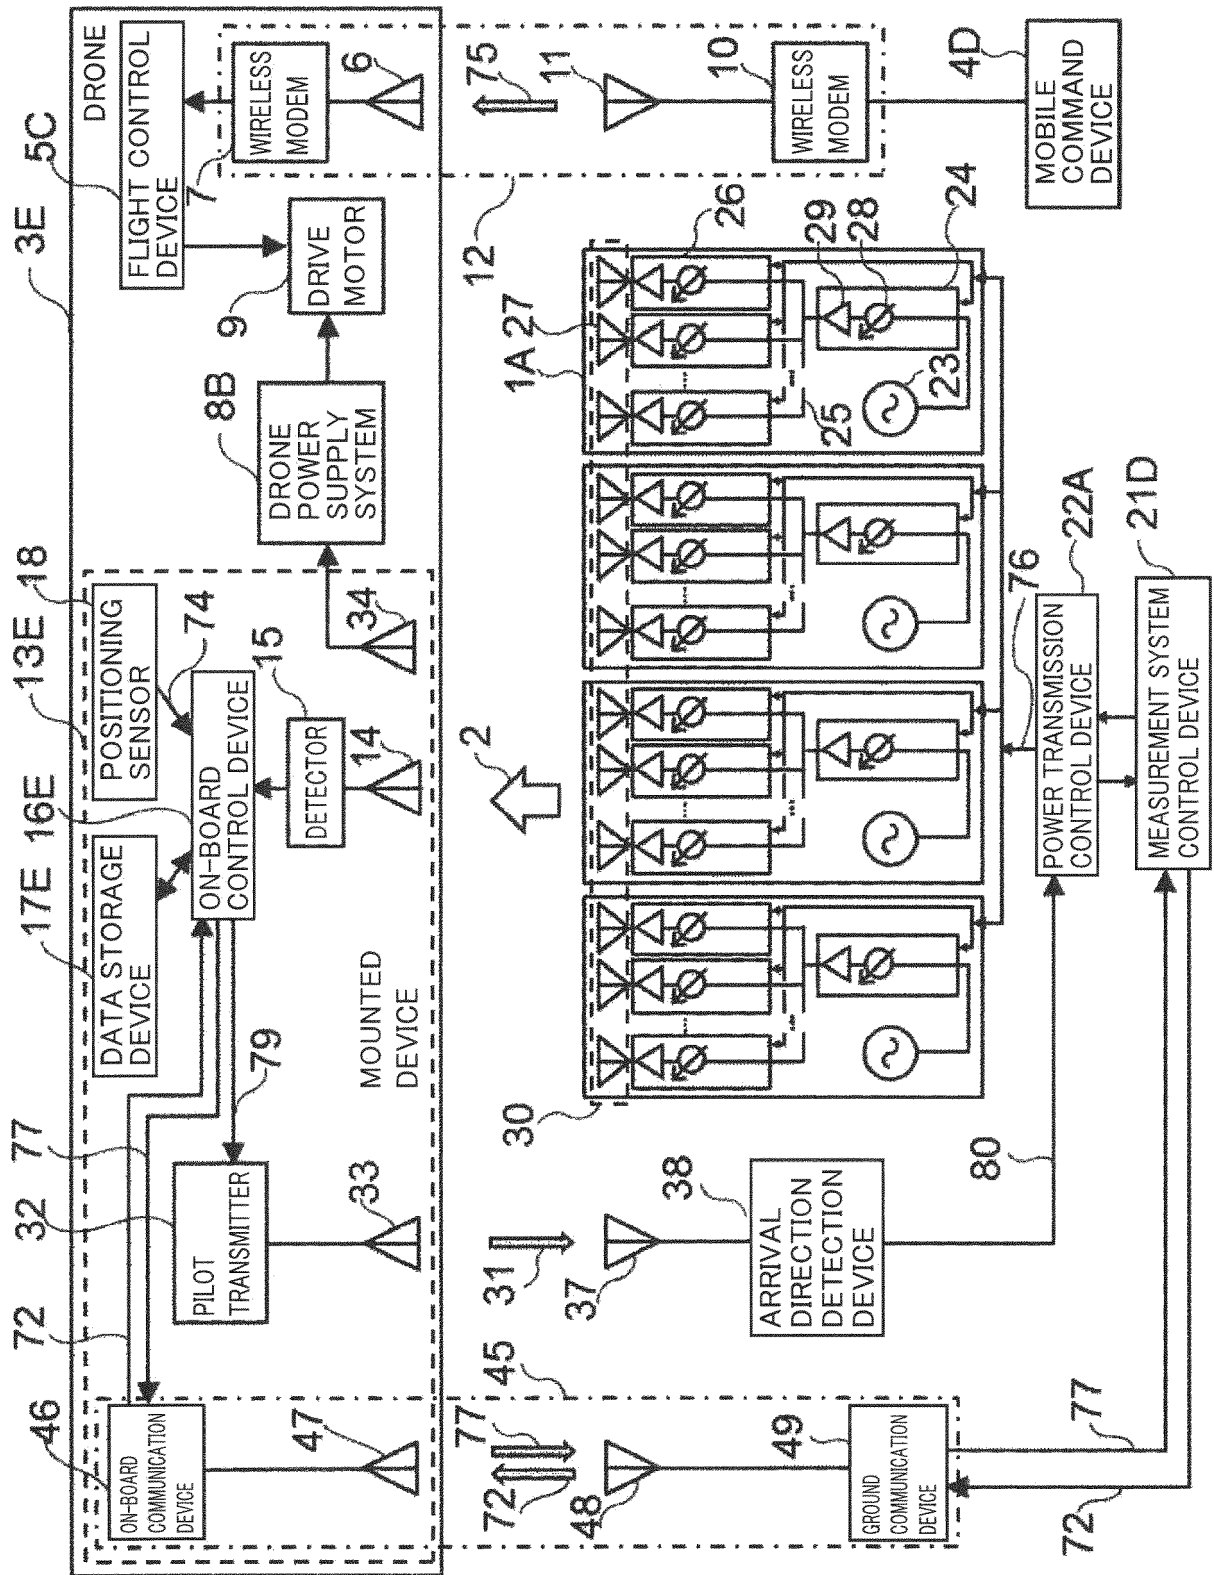 3E
DRONE
5C
FLIGHT CONTROL
DEVICE
7
WIRELESS
MODEM
6
75
11
10
WIRELESS
MODEM
4D
MOBILE
COMMAND
DEVICE
12
9
DRIVE
MOTOR
8B
DRONE
POWER
SUPPLY
SYSTEM
18
13E
POSITIONING
SENSOR
74
34
15
DETECTOR
14
16E
ON-BOARD
CONTROL DEVICE
17E
DATA STORAGE
DEVICE
MOUNTED
DEVICE
79
77
32
PILOT
TRANSMITTER
33
72
46
ON-BOARD
COMMUNICATION
DEVICE
47
2
1A
27
26
29
28
24
25
23
30
76
22A
POWER TRANSMISSION
CONTROL DEVICE
21D
MEASUREMENT SYSTEM
CONTROL DEVICE
80
31
37
38
ARRIVAL
DIRECTION
DETECTION
DEVICE
45
77
72
48
49
GROUND
COMMUNICATION
DEVICE
77
72